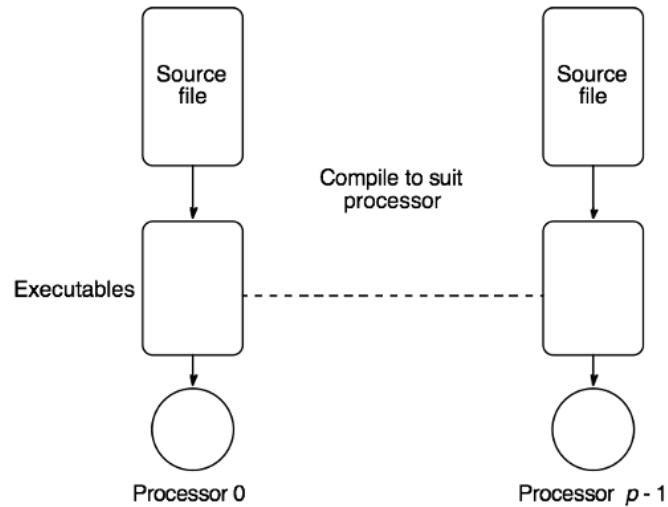 Source
file
Source
file
Compile to suit
processor
Executables
Processor 0
Processor p - 1